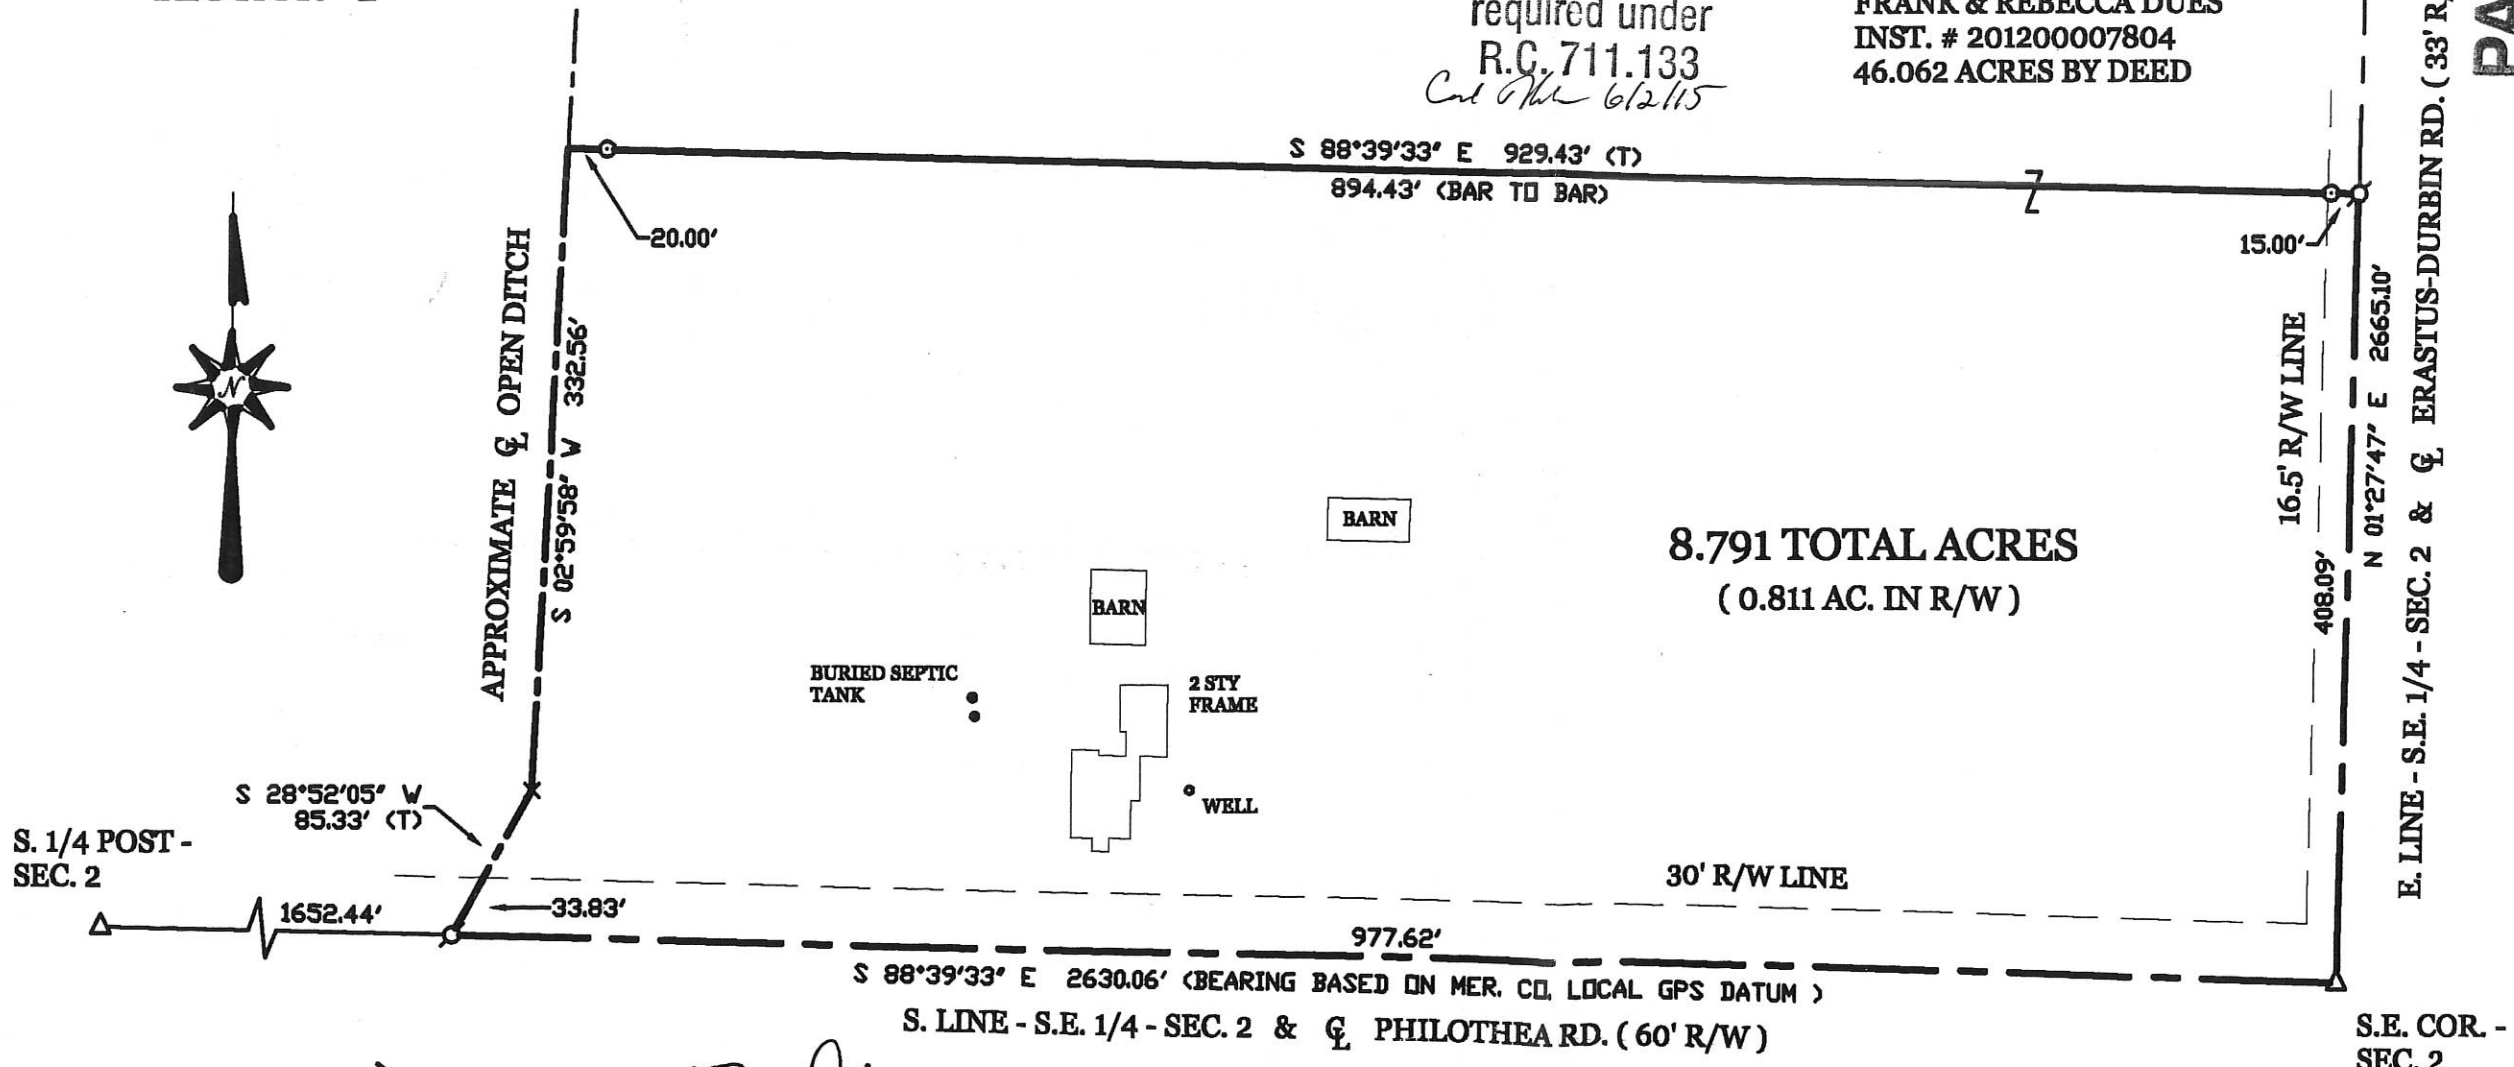 required under
R.C. 711.133
6/2/15
FRANK & REBECCA DUES
INST. # 201200007804
46.062 ACRES BY DEED
PA
S 88°39'33" E 929.43' (T)
894.43' (BAR TO BAR)
20.00'
15.00'
APPROXIMATE ℄ OPEN DITCH
S 02°59'58" W 332.56'
N
16.5' R/W LINE
408.09'
N 01°27'47" E 2665.10'
E. LINE - S.E. 1/4 - SEC. 2 & ℄ ERASTUS-DURBIN RD. ( 33' R/
BARN
8.791 TOTAL ACRES
( 0.811 AC. IN R/W )
BARN
BURIED SEPTIC
TANK
2 STY
FRAME
WELL
S 28°52'05" W
85.33' (T)
S. 1/4 POST -
SEC. 2
1652.44'
33.83'
30' R/W LINE
977.62'
S 88°39'33" E 2630.06' (BEARING BASED ON MER. CO. LOCAL GPS DATUM )
S. LINE - S.E. 1/4 - SEC. 2 & ℄ PHILOTHEA RD. ( 60' R/W )
S.E. COR. -
SEC. 2